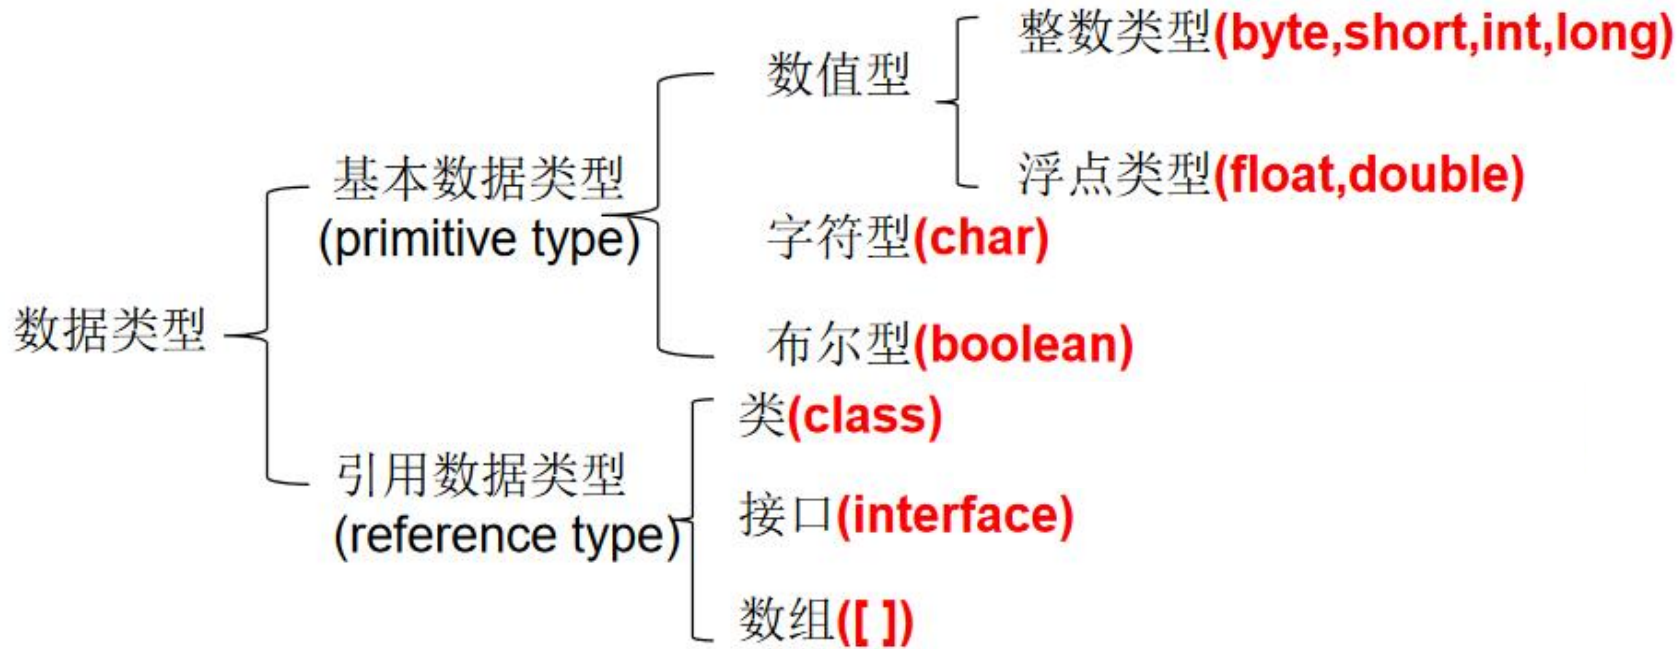 数据类型
基本数据类型
(primitive type)
数值型
整数类型(byte,short,int,long)
浮点类型(float,double)
字符型(char)
布尔型(boolean)
引用数据类型
(reference type)
类(class)
接口(interface)
数组([ ])